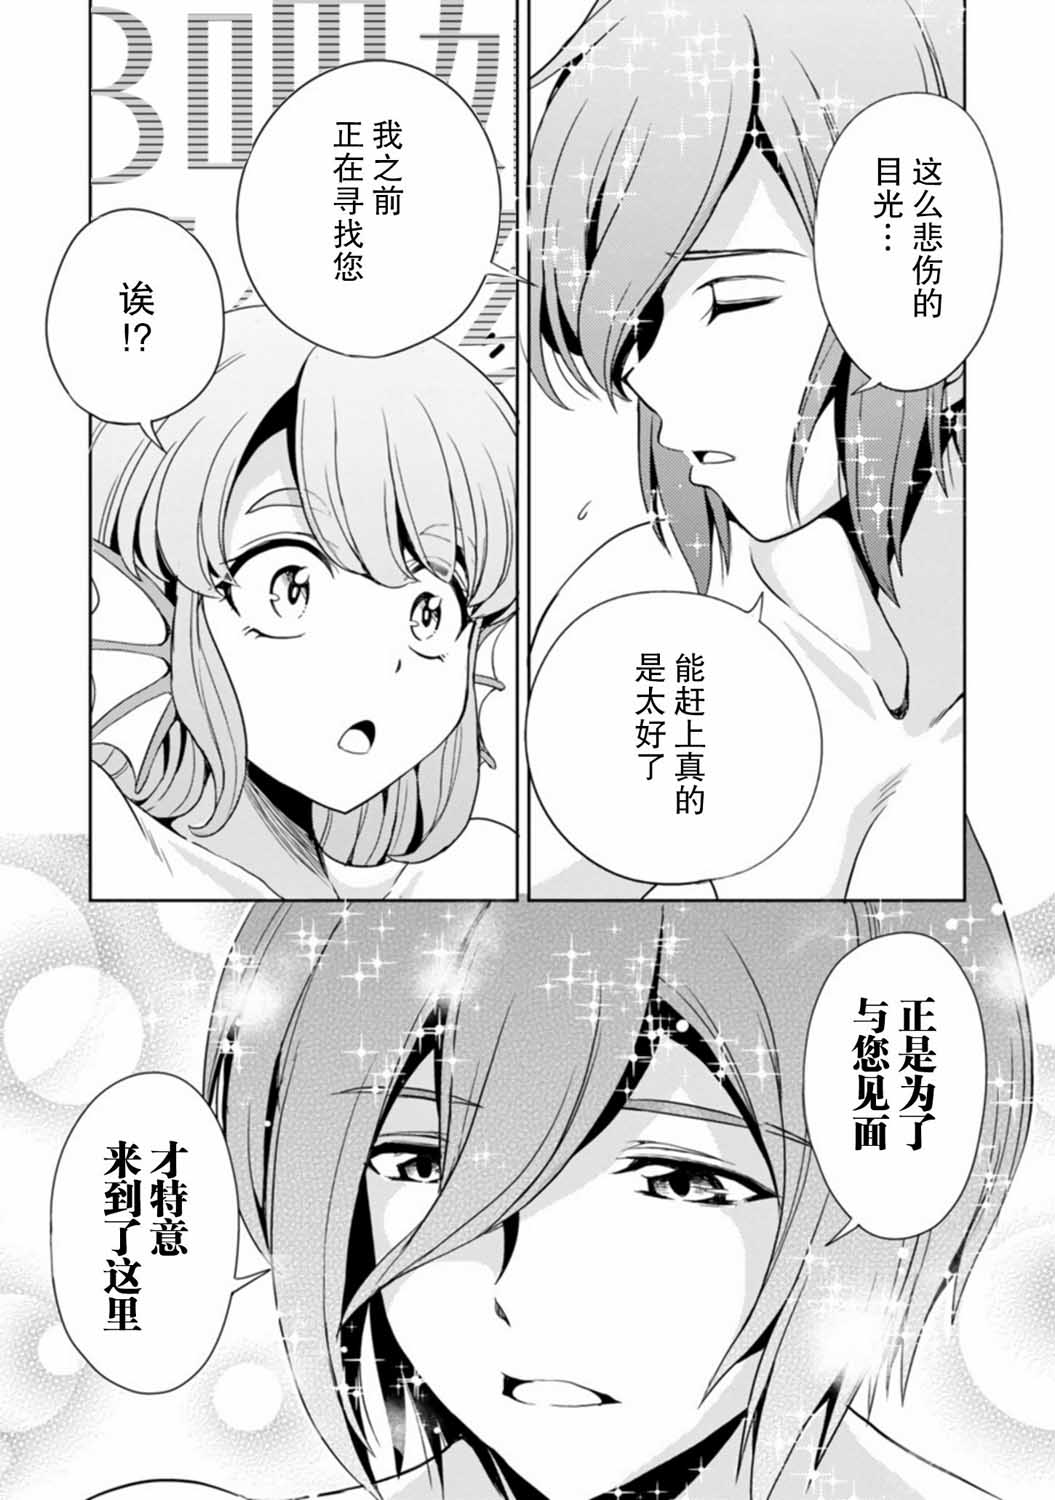 这么悲伤的
目光…
能赶上真的
是太好了
我之前
正在寻找您
诶
!?
正是为了
与您见面
才特意
来到了这里